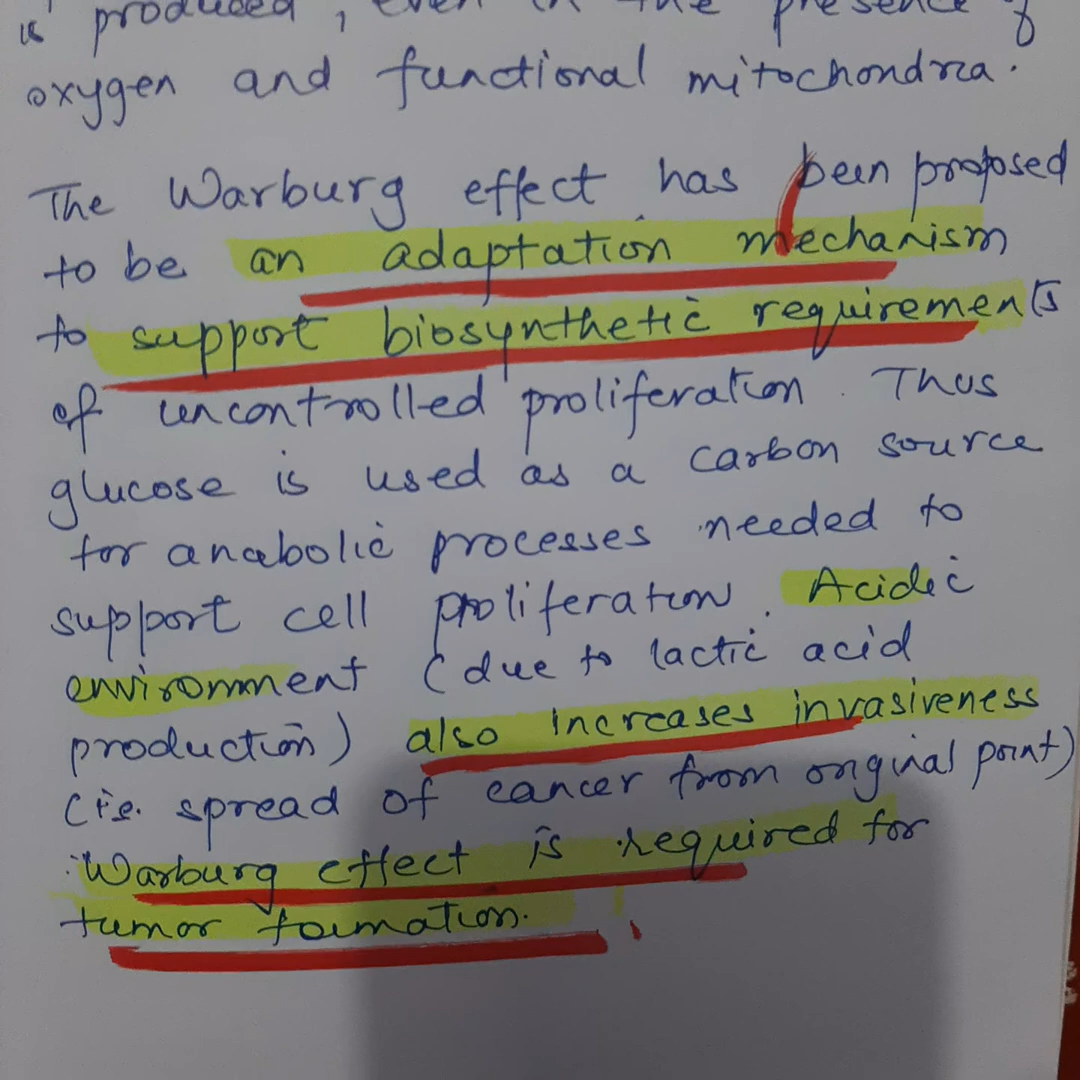 is produced, even in the presence of
oxygen and functional mitochondria.
The Warburg effect has been proposed
to be an adaptation mechanism
to support biosynthetic requirements
of uncontrolled proliferation. Thus
glucose is used as a carbon source
for anabolic processes needed to
support cell proliferation. Acidic
environment (due to lactic acid
production) also increases invasiveness
(i.e. spread of cancer from original point)
Warburg effect is required for
tumor formation.